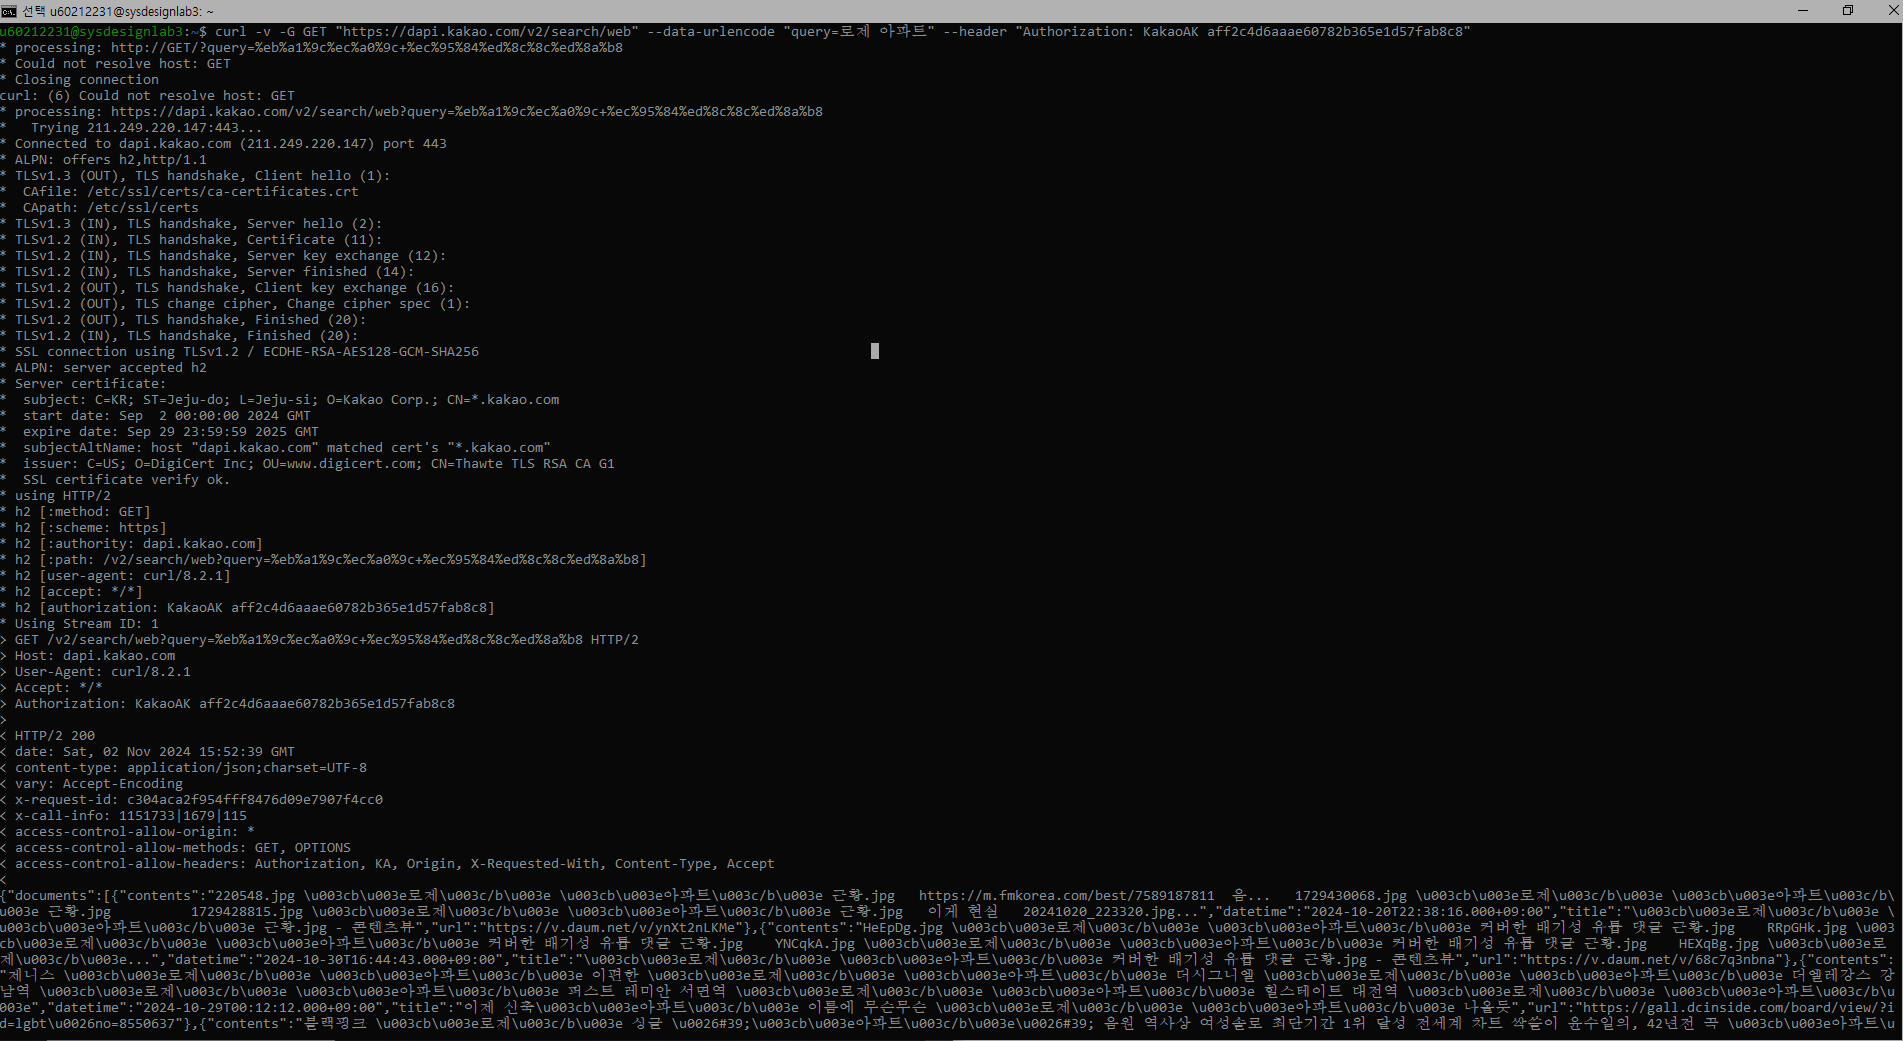 선택 u60212231@sysdesignlab3: ~
u60212231@sysdesignlab3:~$ curl -v -G GET "https://dapi.kakao.com/v2/search/web" --data-urlencode "query=로제 아파트" --header "Authorization: KakaoAK aff2c4d6aaae60782b365e1d57fab8c8"
* processing: http://GET/?query=%eb%a1%9c%ec%a0%9c+%ec%95%84%ed%8c%8c%ed%8a%b8
* Could not resolve host: GET
* Closing connection
curl: (6) Could not resolve host: GET
* processing: https://dapi.kakao.com/v2/search/web?query=%eb%a1%9c%ec%a0%9c+%ec%95%84%ed%8c%8c%ed%8a%b8
*   Trying 211.249.220.147:443...
* Connected to dapi.kakao.com (211.249.220.147) port 443
* ALPN: offers h2,http/1.1
* TLSv1.3 (OUT), TLS handshake, Client hello (1):
*  CAfile: /etc/ssl/certs/ca-certificates.crt
*  CApath: /etc/ssl/certs
* TLSv1.3 (IN), TLS handshake, Server hello (2):
* TLSv1.2 (IN), TLS handshake, Certificate (11):
* TLSv1.2 (IN), TLS handshake, Server key exchange (12):
* TLSv1.2 (IN), TLS handshake, Server finished (14):
* TLSv1.2 (OUT), TLS handshake, Client key exchange (16):
* TLSv1.2 (OUT), TLS change cipher, Change cipher spec (1):
* TLSv1.2 (OUT), TLS handshake, Finished (20):
* TLSv1.2 (IN), TLS handshake, Finished (20):
* SSL connection using TLSv1.2 / ECDHE-RSA-AES128-GCM-SHA256
* ALPN: server accepted h2
* Server certificate:
*  subject: C=KR; ST=Jeju-do; L=Jeju-si; O=Kakao Corp.; CN=*.kakao.com
*  start date: Sep  2 00:00:00 2024 GMT
*  expire date: Sep 29 23:59:59 2025 GMT
*  subjectAltName: host "dapi.kakao.com" matched cert's "*.kakao.com"
*  issuer: C=US; O=DigiCert Inc; OU=www.digicert.com; CN=Thawte TLS RSA CA G1
*  SSL certificate verify ok.
* using HTTP/2
* h2 [:method: GET]
* h2 [:scheme: https]
* h2 [:authority: dapi.kakao.com]
* h2 [:path: /v2/search/web?query=%eb%a1%9c%ec%a0%9c+%ec%95%84%ed%8c%8c%ed%8a%b8]
* h2 [user-agent: curl/8.2.1]
* h2 [accept: */*]
* h2 [authorization: KakaoAK aff2c4d6aaae60782b365e1d57fab8c8]
* Using Stream ID: 1
> GET /v2/search/web?query=%eb%a1%9c%ec%a0%9c+%ec%95%84%ed%8c%8c%ed%8a%b8 HTTP/2
> Host: dapi.kakao.com
> User-Agent: curl/8.2.1
> Accept: */*
> Authorization: KakaoAK aff2c4d6aaae60782b365e1d57fab8c8
>
< HTTP/2 200
< date: Sat, 02 Nov 2024 15:52:39 GMT
< content-type: application/json;charset=UTF-8
< vary: Accept-Encoding
< x-request-id: c304aca2f954fff8476d09e7907f4cc0
< x-call-info: 1151733|1679|115
< access-control-allow-origin: *
< access-control-allow-methods: GET, OPTIONS
< access-control-allow-headers: Authorization, KA, Origin, X-Requested-With, Content-Type, Accept
<
{"documents":[{"contents":"220548.jpg \u003cb\u003e로제\u003c/b\u003e \u003cb\u003e아파트\u003c/b\u003e 근황.jpg   https://m.fmkorea.com/best/7589187811  음...   1729430068.jpg \u003cb\u003e로제\u003c/b\u003e \u003cb\u003e아파트\u003c/b\
u003e 근황.jpg          1729428815.jpg \u003cb\u003e로제\u003c/b\u003e \u003cb\u003e아파트\u003c/b\u003e 근황.jpg    이게 현실   20241020_223320.jpg...","datetime":"2024-10-20T22:38:16.000+09:00","title":"\u003cb\u003e로제\u003c/b\u003e \u003cb\
u003e아파트\u003c/b\u003e 근황.jpg - 콘텐츠뷰","url":"https://v.daum.net/v/ynXt2nLKMe"},{"contents":"HeEpDg.jpg \u003cb\u003e로제\u003c/b\u003e \u003cb\u003e아파트\u003c/b\u003e 커버한 배기성 유튭 댓글 근황.jpg    RRpGHk.jpg \u003
cb\u003e로제\u003c/b\u003e \u003cb\u003e아파트\u003c/b\u003e 커버한 배기성 유튭 댓글 근황.jpg    YNCqkA.jpg \u003cb\u003e로제\u003c/b\u003e \u003cb\u003e아파트\u003c/b\u003e 커버한 배기성 유튭 댓글 근황.jpg    HEXqBg.jpg \u003cb\u003e로
제\u003c/b\u003e...","datetime":"2024-10-30T16:44:43.000+09:00","title":"\u003cb\u003e로제\u003c/b\u003e \u003cb\u003e아파트\u003c/b\u003e 커버한 배기성 유튭 댓글 근황.jpg - 콘텐츠뷰","url":"https://v.daum.net/v/68c7q3nbna"},{"contents":
"제니스 \u003cb\u003e로제\u003c/b\u003e \u003cb\u003e아파트\u003c/b\u003e 이편한 \u003cb\u003e로제\u003c/b\u003e \u003cb\u003e아파트\u003c/b\u003e 더시그니엘 \u003cb\u003e로제\u003c/b\u003e \u003cb\u003e아파트\u003c/b\u003e 더엘레강스 강
남역 \u003cb\u003e로제\u003c/b\u003e \u003cb\u003e아파트\u003c/b\u003e 퍼스트 레미안 서면역 \u003cb\u003e로제\u003c/b\u003e \u003cb\u003e아파트\u003c/b\u003e 힐스테이트 대전역 \u003cb\u003e로제\u003c/b\u003e \u003cb\u003e아파트\u003c/b\u
003e","datetime":"2024-10-29T00:12:12.000+09:00","title":"이제 신축\u003cb\u003e아파트\u003c/b\u003e 이름에 무슨무슨 \u003cb\u003e로제\u003c/b\u003e \u003cb\u003e아파트\u003c/b\u003e 나올듯","url":"https://gall.dcinside.com/board/view/?i
d=lgbt\u0026no=8550637"},{"contents":"블랙핑크 \u003cb\u003e로제\u003c/b\u003e 싱글 \u0026#39;\u003cb\u003e아파트\u003c/b\u003e\u0026#39; 음원 역사상 여성솔로 최단기간 1위 달성 전세계 차트 싹쓸이 윤수일의, 42년전 곡 \u003cb\u003e아파트\u